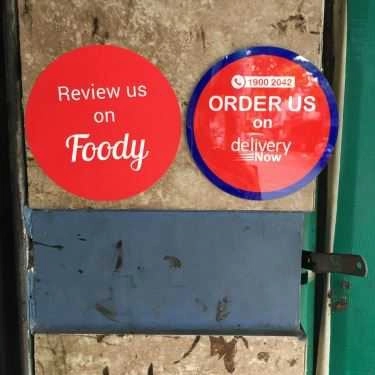 Review us
on
Foody
1900 2042
ORDER US
on
delivery
Now